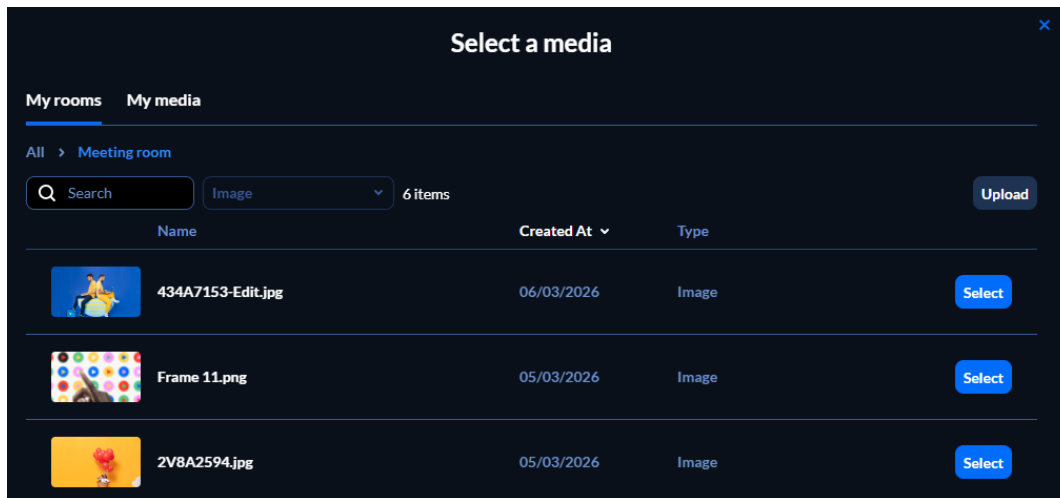 Select a media
My rooms My media
All > Meeting room
Search Image 6 items Upload
Name Created At Type
434A7153-Edit.jpg 06/03/2026 Image Select
Frame 11.png 05/03/2026 Image Select
2V8A2594.jpg 05/03/2026 Image Select